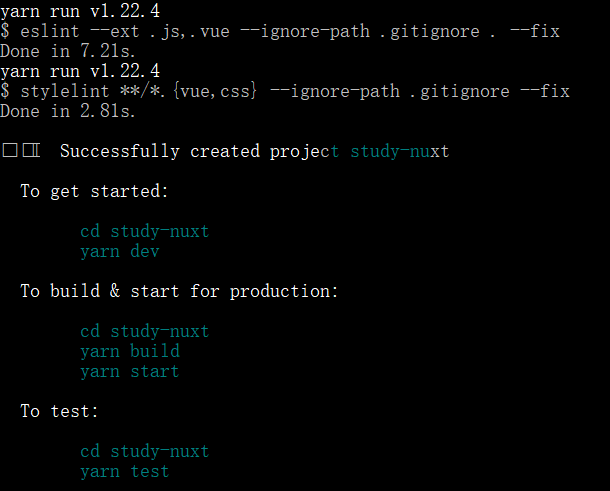 yarn run v1.22.4
$ eslint --ext .js,.vue --ignore-path .gitignore . --fix
Done in 7.21s.
yarn run v1.22.4
$ stylelint **/*.{vue,css} --ignore-path .gitignore --fix
Done in 2.81s.
Successfully created project study-nuxt
To get started:
cd study-nuxt
yarn dev
To build & start for production:
cd study-nuxt
yarn build
yarn start
To test:
cd study-nuxt
yarn test